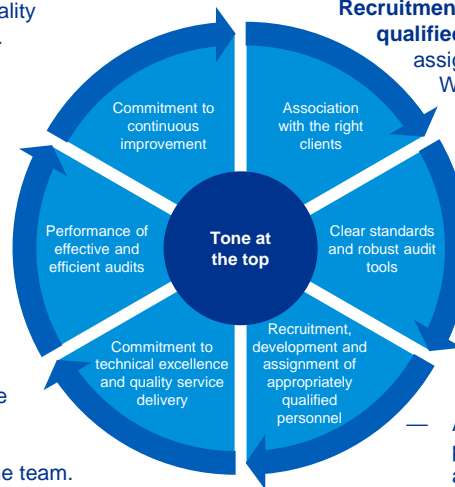 ality
.
Recruitment
qualified
assig
W
Commitment to
continuous
improvement
Association
with the right
clients
Performance of
effective and
efficient audits
Tone at
the top
Clear standards
and robust audit
tools
Commitment to
technical excellence
and quality service
delivery
Recruitment,
development and
assignment of
appropriately
qualified
personnel
e
ne team.
— A
p
a